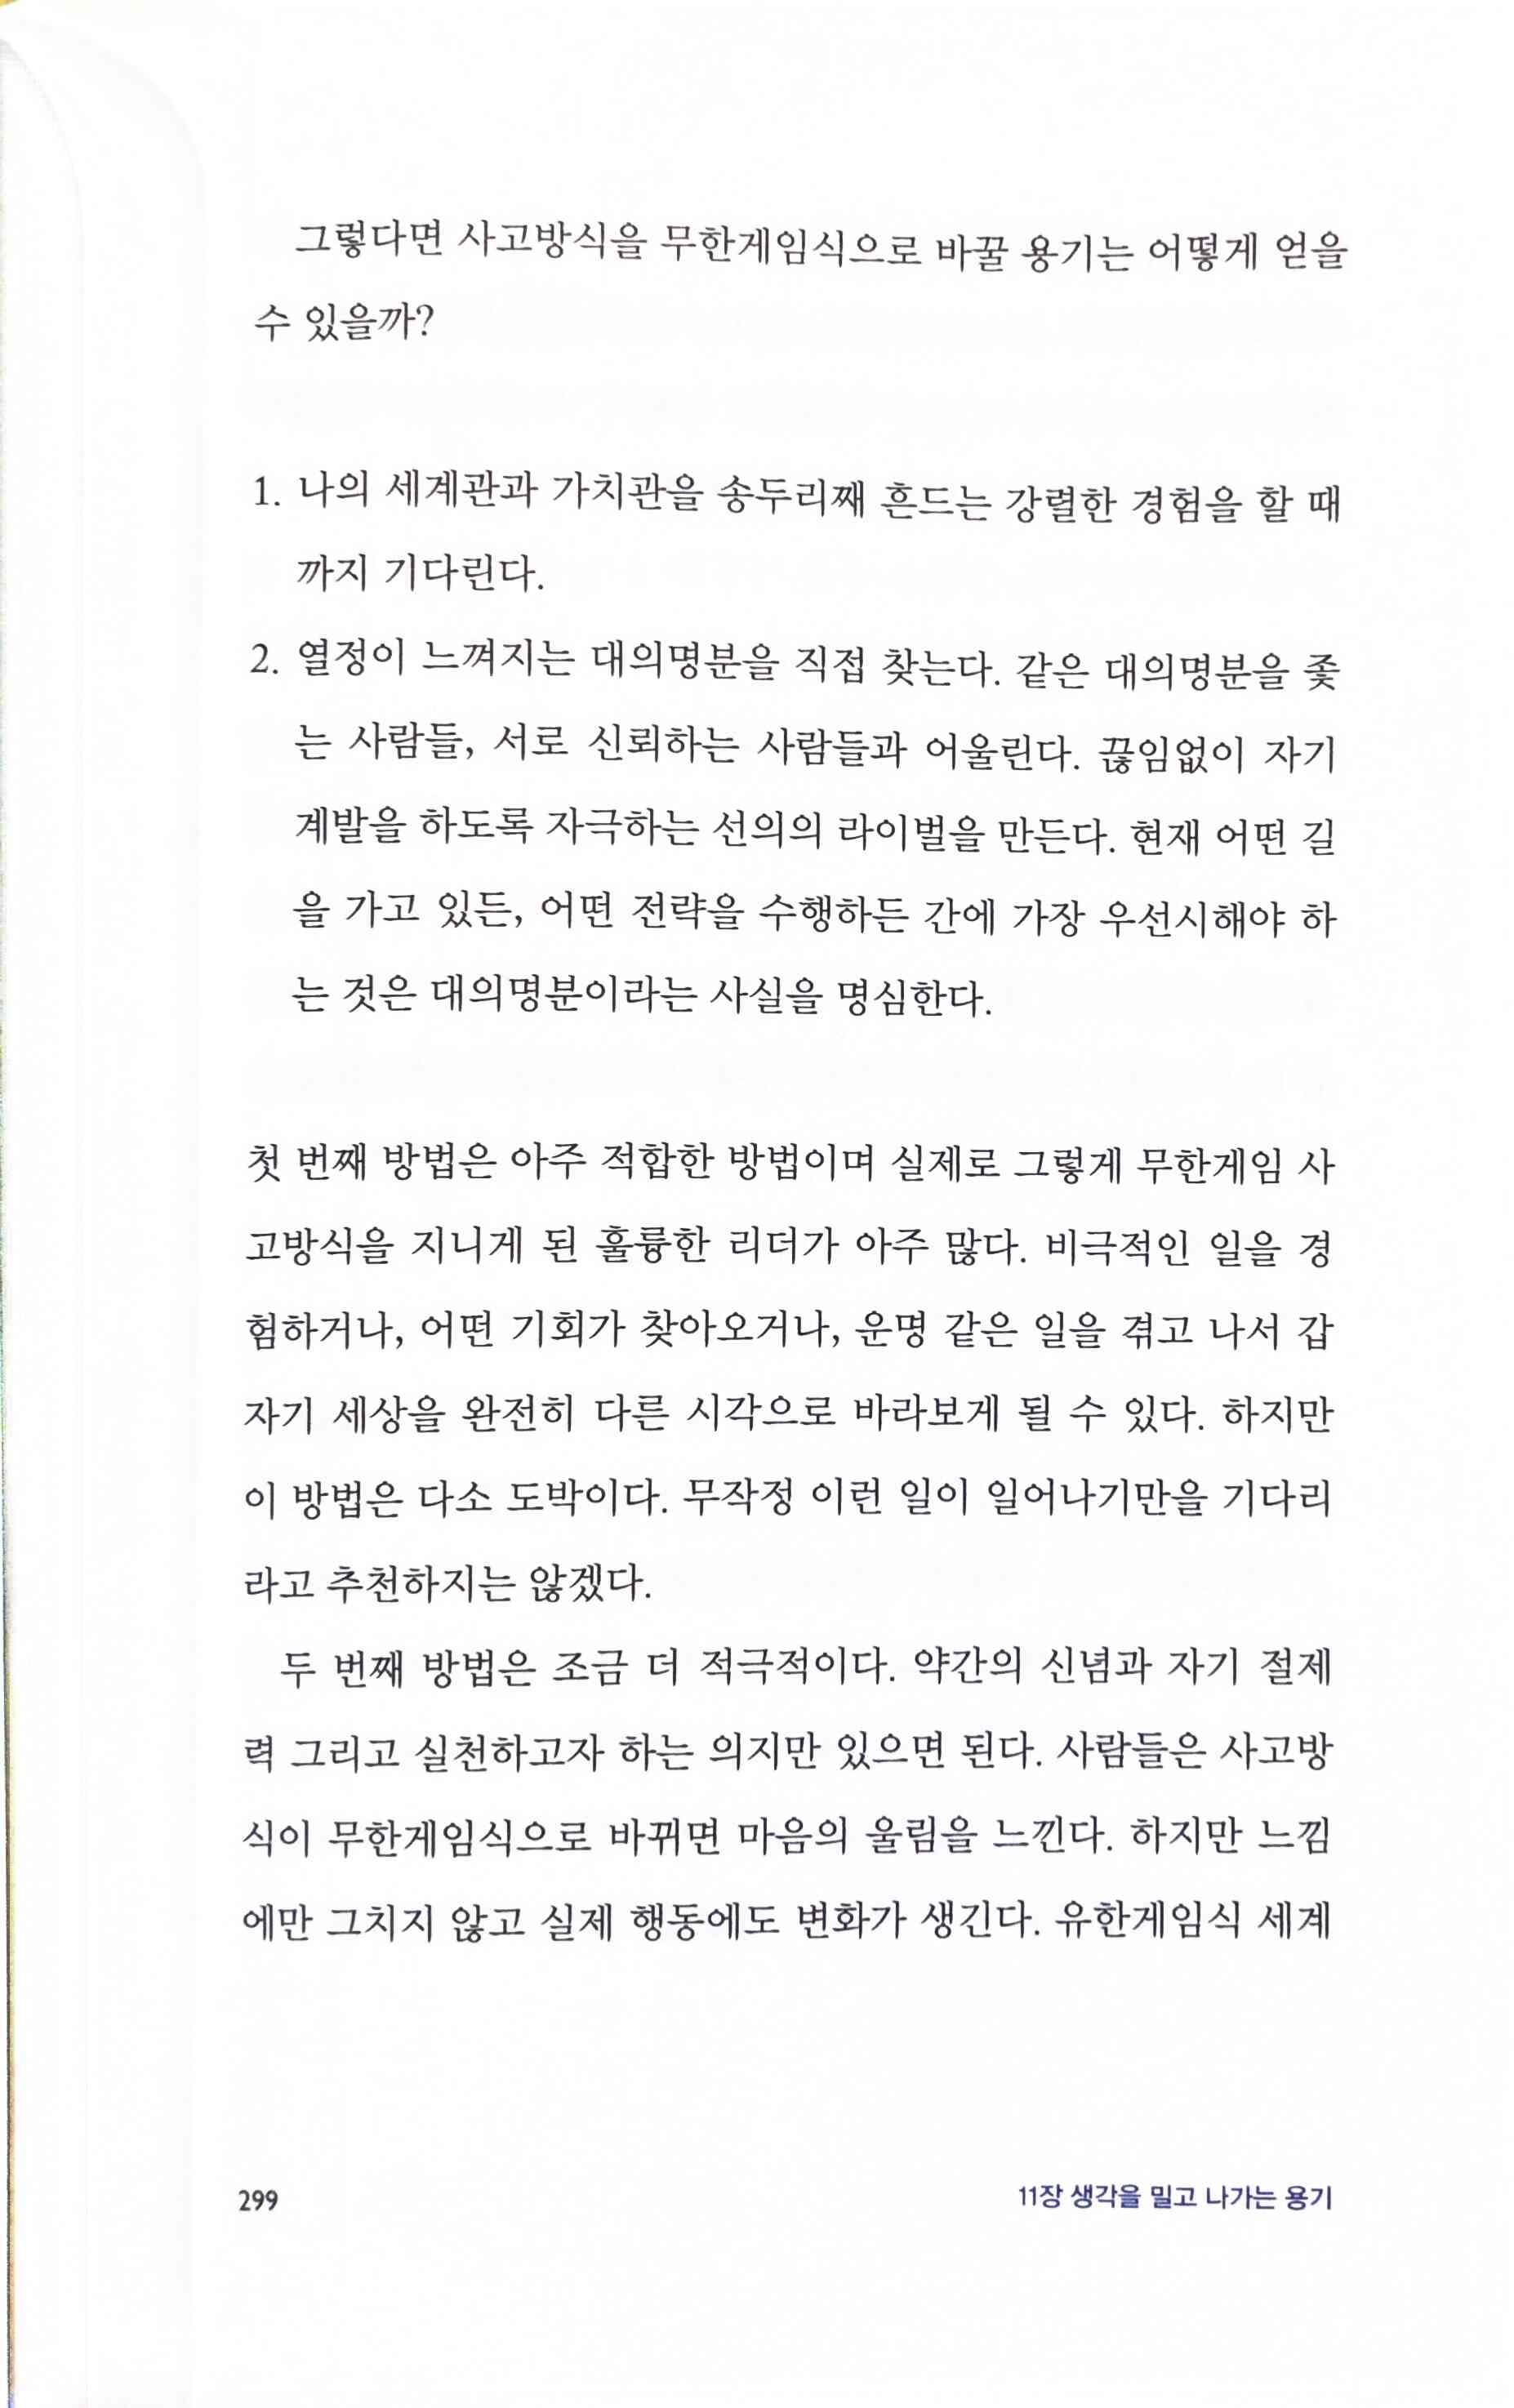 그렇다면 사고방식을 무한게임식으로 바꿀 용기는 어떻게 얻을
수 있을까?
1. 나의 세계관과 가치관을 송두리째 흔드는 강렬한 경험을 할 때
까지 기다린다.
2. 열정이 느껴지는 대의명분을 직접 찾는다. 같은 대의명분을 좇
는 사람들, 서로 신뢰하는 사람들과 어울린다. 끊임없이 자기
계발을 하도록 자극하는 선의의 라이벌을 만든다. 현재 어떤 길
을 가고 있든, 어떤 전략을 수행하든 간에 가장 우선시해야 하
는 것은 대의명분이라는 사실을 명심한다.
첫 번째 방법은 아주 적합한 방법이며 실제로 그렇게 무한게임 사
고방식을 지니게 된 훌륭한 리더가 아주 많다. 비극적인 일을 경
험하거나, 어떤 기회가 찾아오거나, 운명 같은 일을 겪고 나서 갑
자기 세상을 완전히 다른 시각으로 바라보게 될 수 있다. 하지만
이 방법은 다소 도박이다. 무작정 이런 일이 일어나기만을 기다리
라고 추천하지는 않겠다.
두 번째 방법은 조금 더 적극적이다. 약간의 신념과 자기 절제
력 그리고 실천하고자 하는 의지만 있으면 된다. 사람들은 사고방
식이 무한게임식으로 바뀌면 마음의 울림을 느낀다. 하지만 느낌
에만 그치지 않고 실제 행동에도 변화가 생긴다. 유한게임식 세계
299
11장 생각을 밀고 나가는 용기